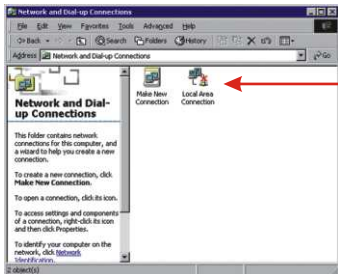 Network and Dial-up Connections
File Edit View Favorites Tools Advanced Help
Back Search Folders History
Address Network and Dial-up Connections Go
Network and Dial-
up Connections
This folder contains network
connections for this computer, and
a wizard to help you create a new
connection.
To create a new connection, click
Make New Connection.
To open a connection, click its icon.
To access settings and components
of a connection, right-click its icon
and then click Properties.
To identify your computer on the
network, click Network
Identification.
Make New
Connection
Local Area
Connection
2 object(s)